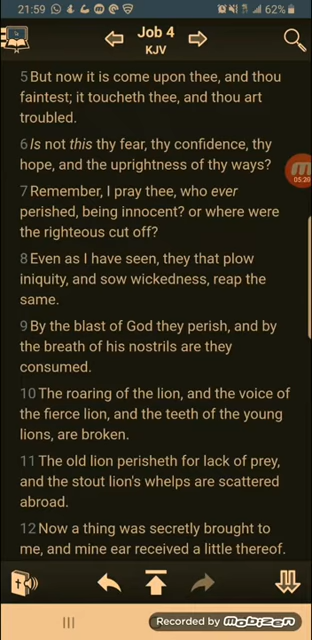 21:59 62%
Job 4
KJV
5 But now it is come upon thee, and thou
faintest; it toucheth thee, and thou art
troubled.
6 Is not this thy fear, thy confidence, thy
hope, and the uprightness of thy ways?
05:20
7 Remember, I pray thee, who ever
perished, being innocent? or where were
the righteous cut off?
8 Even as I have seen, they that plow
iniquity, and sow wickedness, reap the
same.
9 By the blast of God they perish, and by
the breath of his nostrils are they
consumed.
10 The roaring of the lion, and the voice of
the fierce lion, and the teeth of the young
lions, are broken.
11 The old lion perisheth for lack of prey,
and the stout lion's whelps are scattered
abroad.
12 Now a thing was secretly brought to
me, and mine ear received a little thereof.
Recorded by mobizen